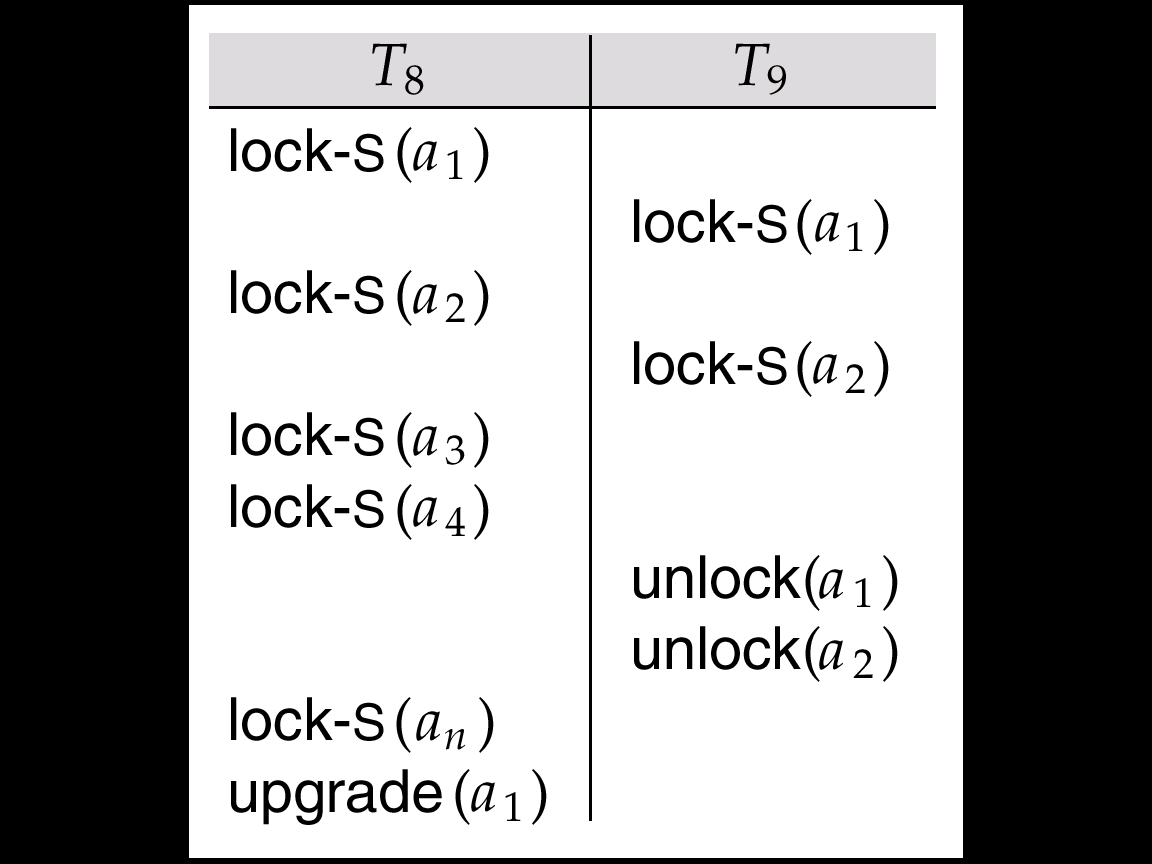 T₈ T₉
lock-S(a₁)
lock-S(a₁)
lock-S(a₂)
lock-S(a₂)
lock-S(a₃)
lock-S(a₄)
unlock(a₁)
unlock(a₂)
lock-S(aₙ)
upgrade(a₁)